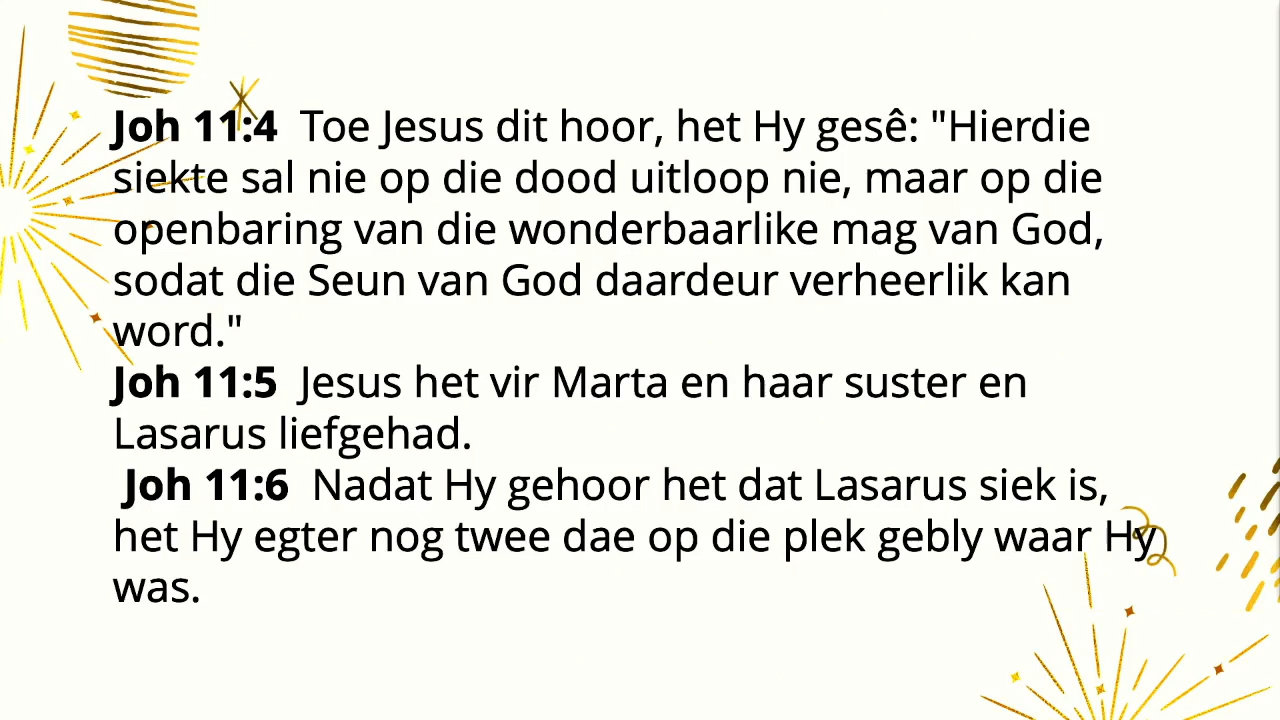 Joh 11:4  Toe Jesus dit hoor, het Hy gesê: "Hierdie
siekte sal nie op die dood uitloop nie, maar op die
openbaring van die wonderbaarlike mag van God,
sodat die Seun van God daardeur verheerlik kan
word."
Joh 11:5  Jesus het vir Marta en haar suster en
Lasarus liefgehad.
Joh 11:6  Nadat Hy gehoor het dat Lasarus siek is,
het Hy egter nog twee dae op die plek gebly waar Hy
was.